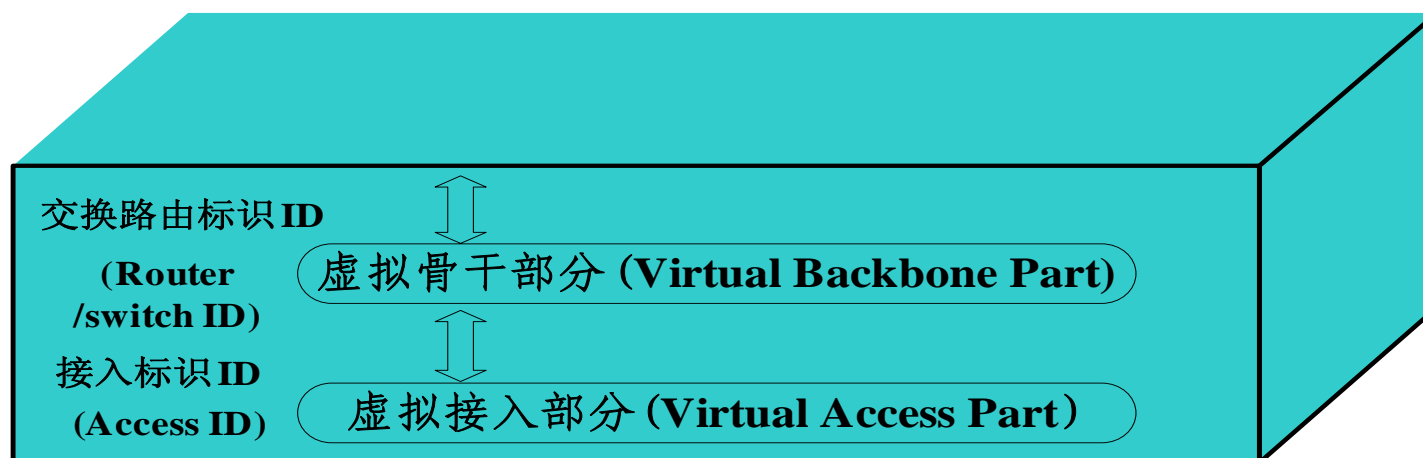 交换路由标识ID
(Router
/switch ID)
虚拟骨干部分(Virtual Backbone Part)
接入标识ID
(Access ID)
虚拟接入部分(Virtual Access Part）